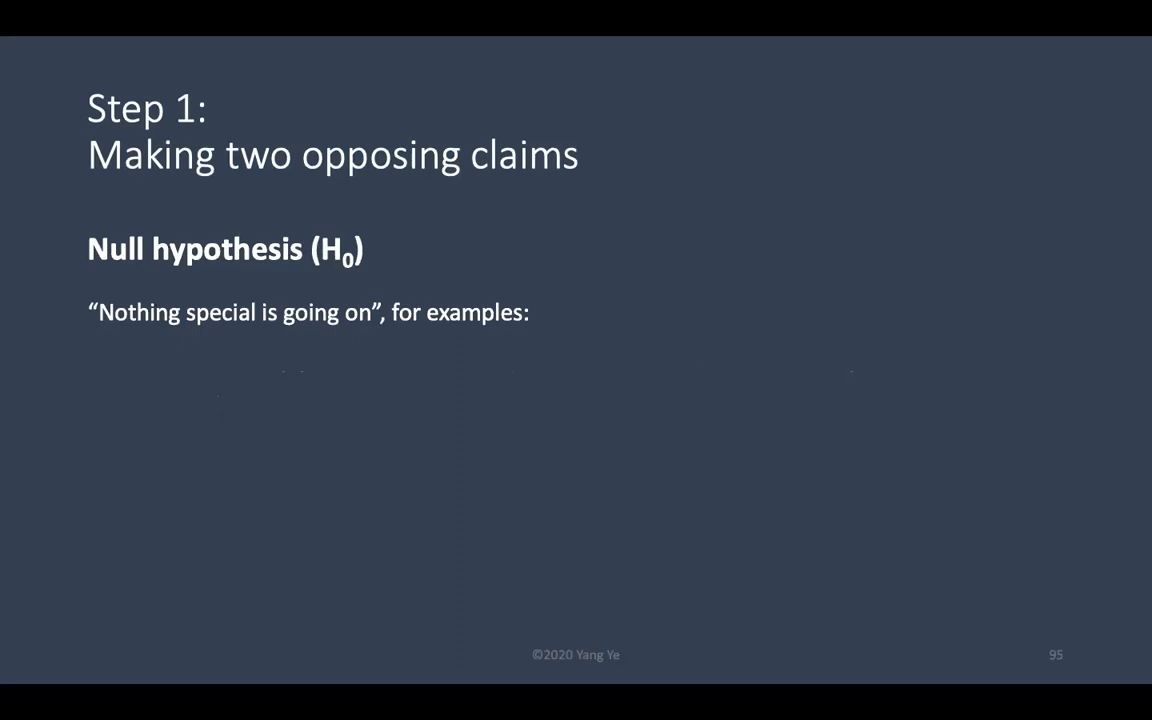 Step 1:
Making two opposing claims
Null hypothesis (H₀)
“Nothing special is going on”, for examples:
©2020 Yang Ye
95